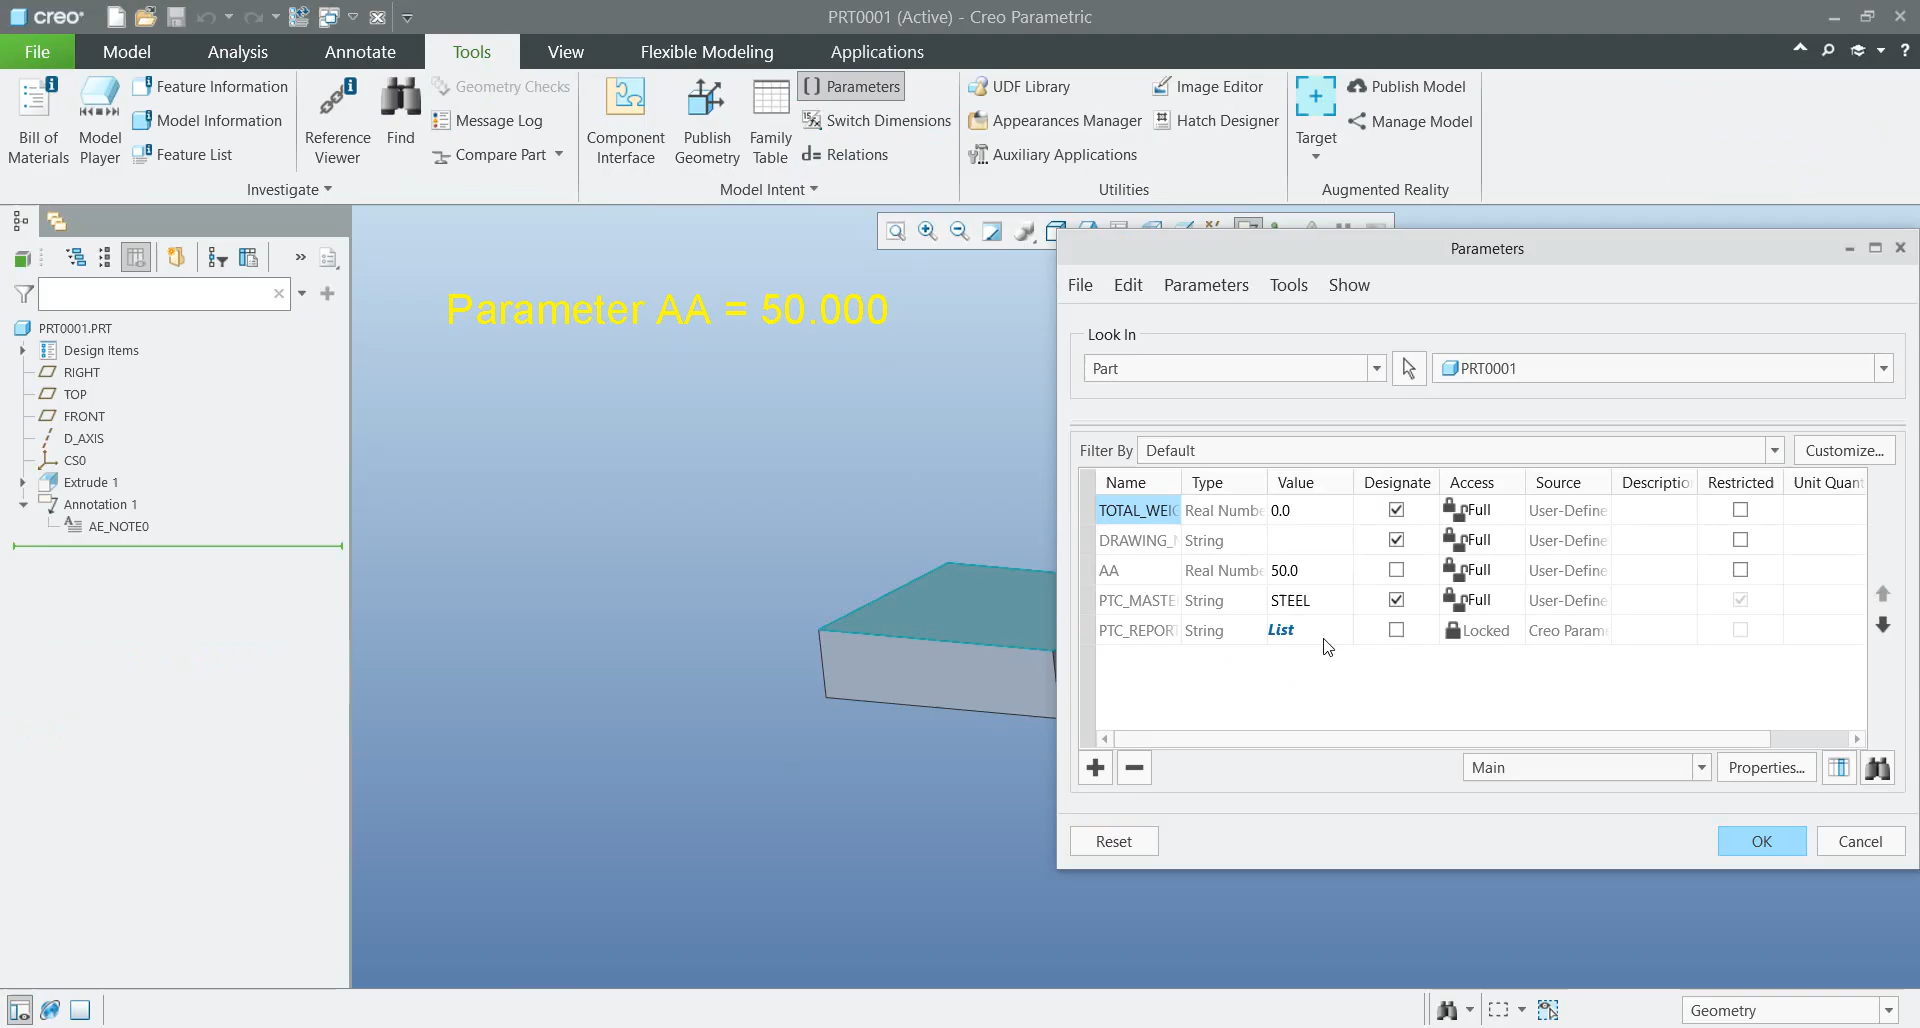 creo®
PRT0001 (Active) - Creo Parametric
File Model Analysis Annotate Tools View Flexible Modeling Applications
Bill of Materials
Model Player
Feature Information
Model Information
Feature List
Reference Viewer
Find
Geometry Checks
Message Log
Compare Part
Investigate
Component Interface
Publish Geometry
Family Table
Parameters
Switch Dimensions
d= Relations
Model Intent
UDF Library
Appearances Manager
Auxiliary Applications
Image Editor
Hatch Designer
Utilities
Target
Publish Model
Manage Model
Augmented Reality
PRT0001.PRT
Design Items
RIGHT
TOP
FRONT
D_AXIS
CS0
Extrude 1
Annotation 1
AE_NOTE0
Parameter AA = 50.000
Parameters
File Edit Parameters Tools Show
Look In
Part PRT0001
Filter By Default Customize...
Name Type Value Designate Access Source Descriptio Restricted Unit Quant
TOTAL_WEIG Real Numbe 0.0 Full User-Define
DRAWING_N String Full User-Define
AA Real Numbe 50.0 Full User-Define
PTC_MASTE String STEEL Full User-Define
PTC_REPORT String List Locked Creo Param
Main Properties...
Reset OK Cancel
Geometry